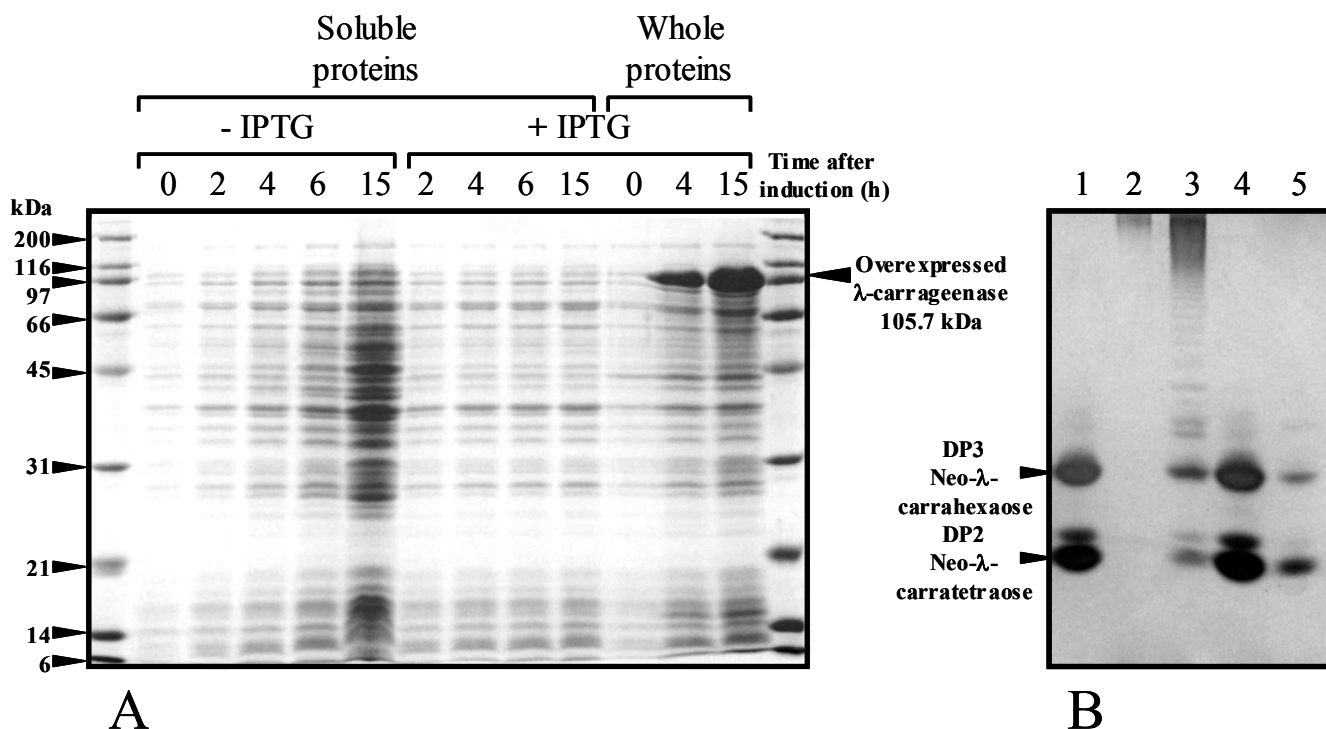 Soluble
proteins
Whole
proteins
- IPTG
+ IPTG
Time after
induction (h)
0 2 4 6 15 2 4 6 15 0 4 15
1 2 3 4 5
kDa
200
116
97
66
45
31
21
14
6
Overexpressed
λ-carrageenase
105.7 kDa
DP3
Neo-λ-
carrahexaose
DP2
Neo-λ-
carratetraose
A
B